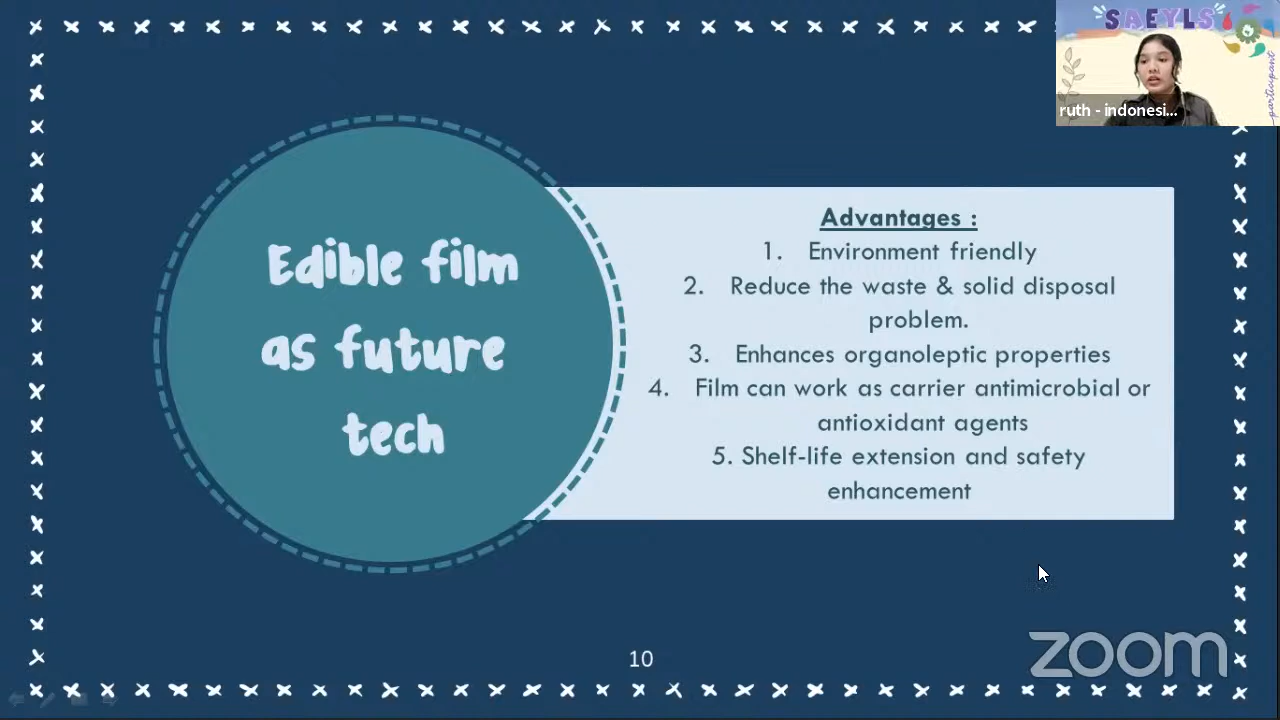 SAEYLS
participant
ruth - indonesi...
Edible film
as future
tech
Advantages :
1. Environment friendly
2. Reduce the waste & solid disposal
problem.
3. Enhances organoleptic properties
4. Film can work as carrier antimicrobial or
antioxidant agents
5. Shelf-life extension and safety
enhancement
10
zoom